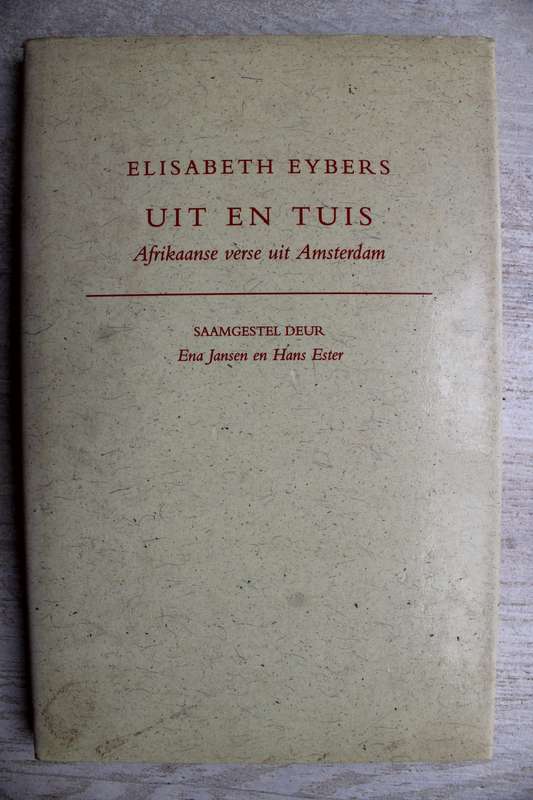 ELISABETH EYBERS
UIT EN TUIS
Afrikaanse verse uit Amsterdam
SAAMGESTEL DEUR
Ena Jansen en Hans Ester